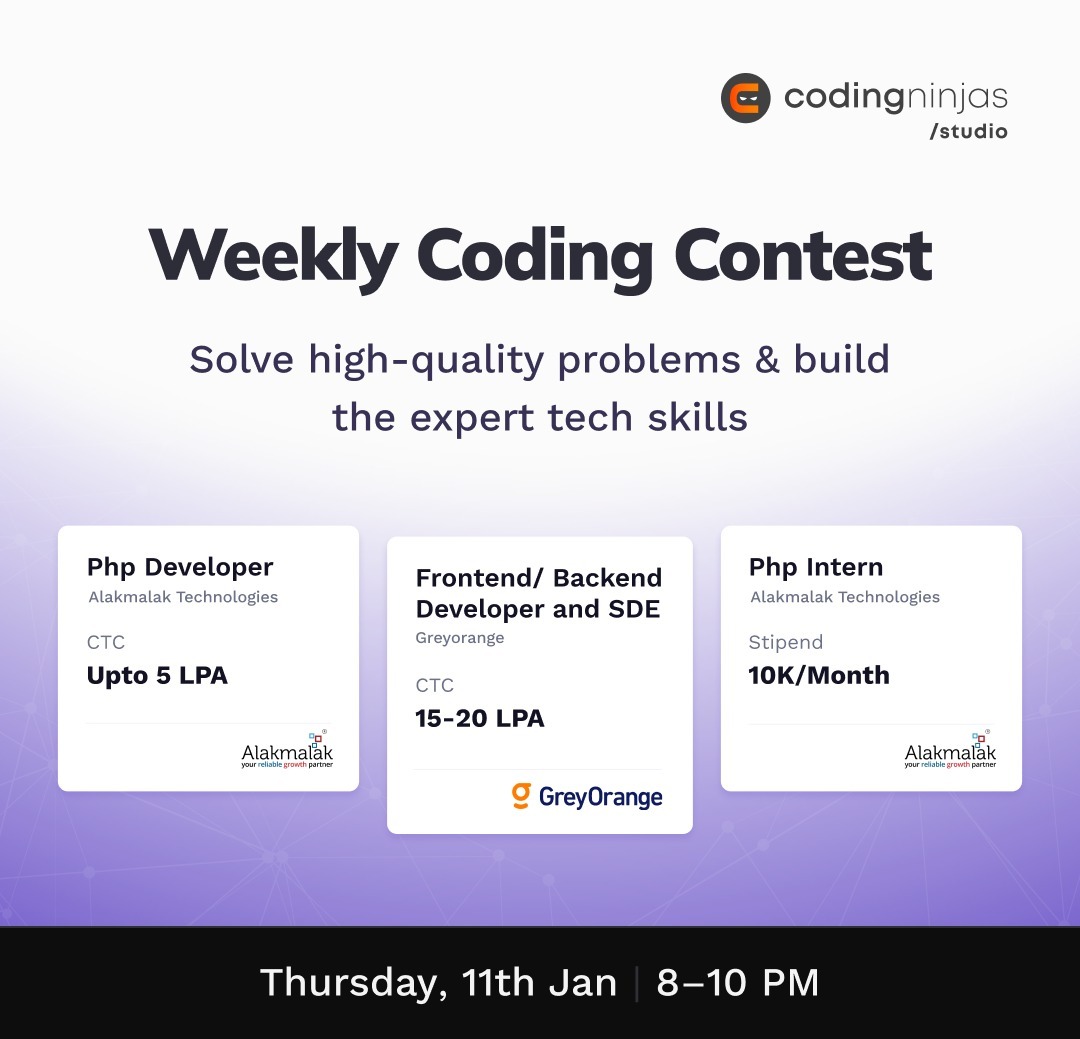 codingninjas
/studio
Weekly Coding Contest
Solve high-quality problems & build
the expert tech skills
Php Developer
Alakmalak Technologies
CTC
Upto 5 LPA
Alakmalak
your reliable growth partner
Frontend/ Backend
Developer and SDE
Greyorange
CTC
15-20 LPA
GreyOrange
Php Intern
Alakmalak Technologies
Stipend
10K/Month
Alakmalak
your reliable growth partner
Thursday, 11th Jan | 8–10 PM